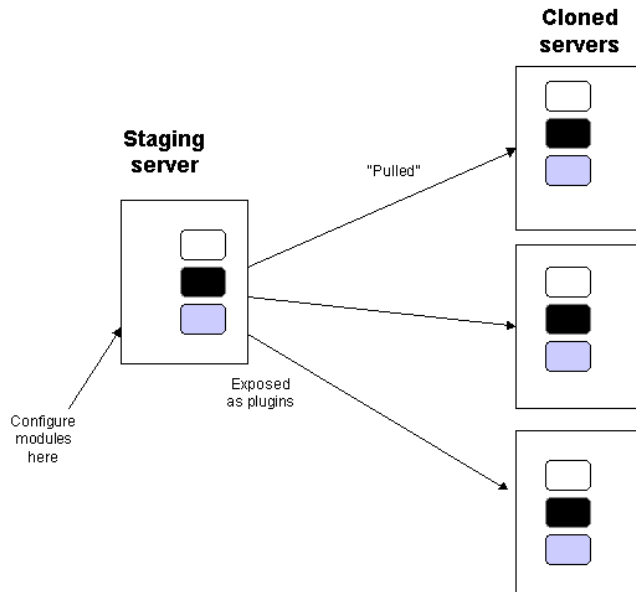 Cloned
servers
Staging
server
"Pulled"
Exposed
as plugins
Configure
modules
here